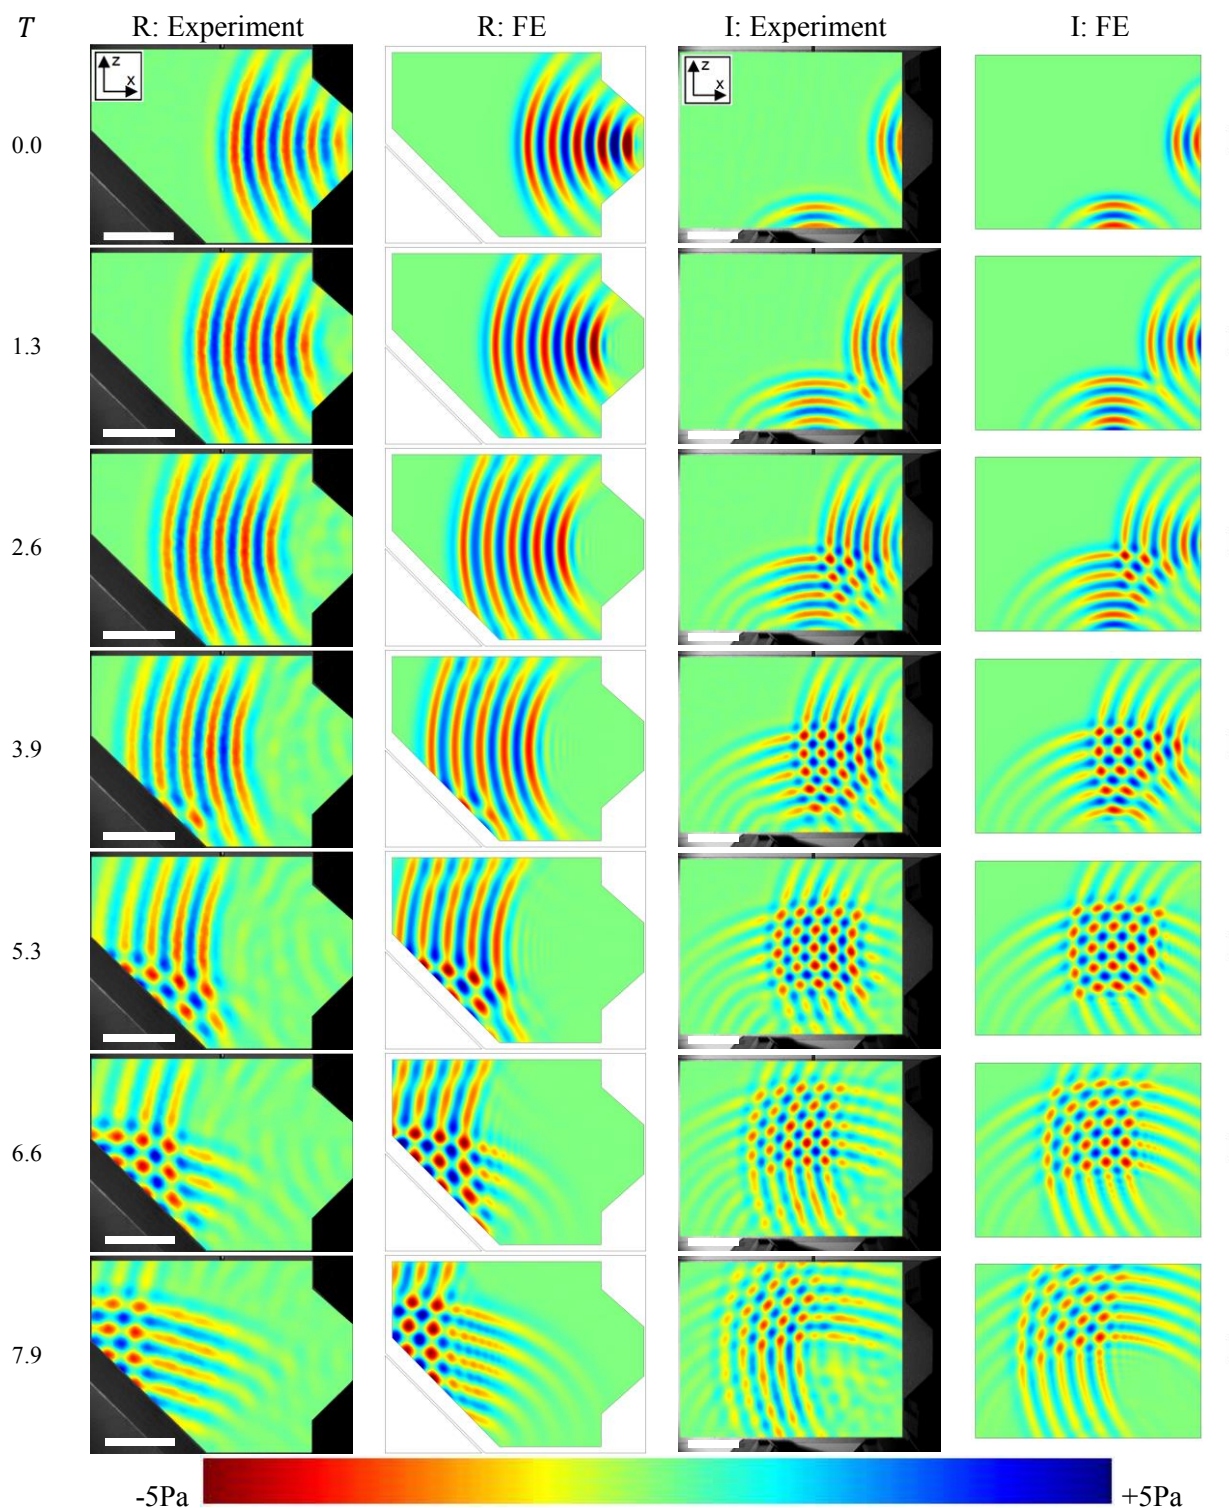 T R: Experiment R: FE I: Experiment I: FE
z
x
z
x
0.0
1.3
2.6
3.9
5.3
6.6
7.9
-5Pa +5Pa